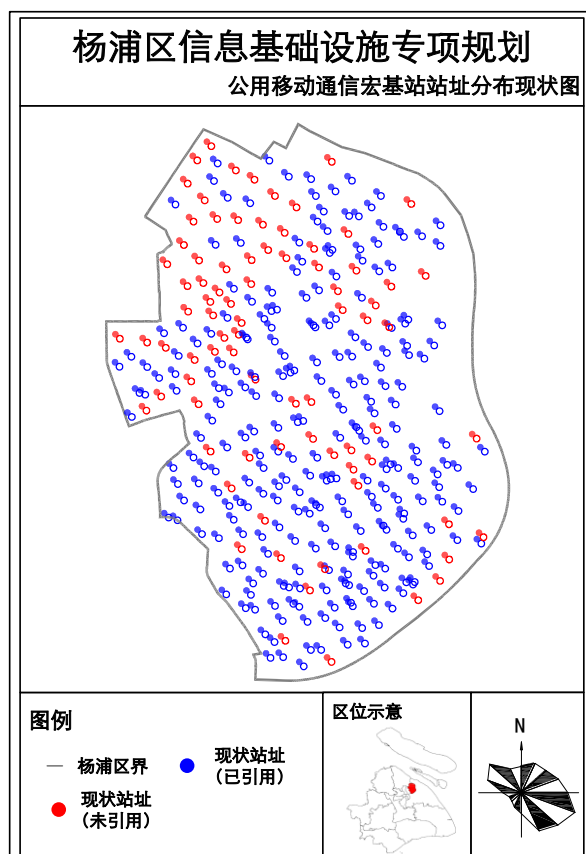 杨浦区信息基础设施专项规划
公用移动通信宏基站站址分布现状图
图例
杨浦区界
现状站址
（已引用）
现状站址
（未引用）
区位示意
N